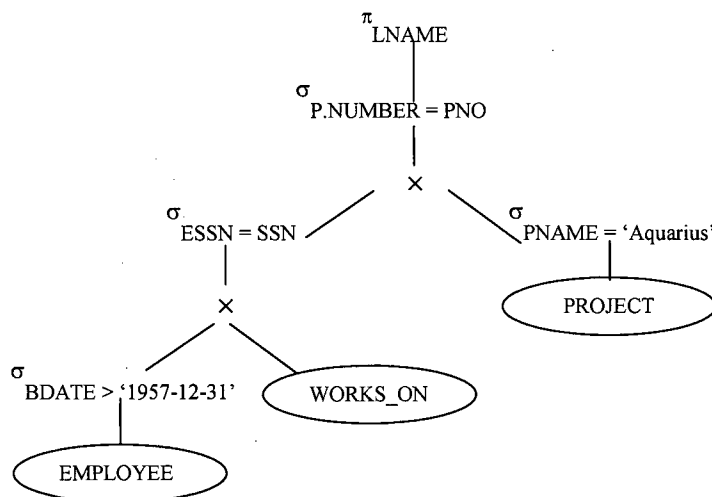 π
LNAME
σ
P.NUMBER = PNO
×
σ
ESSN = SSN
σ
PNAME = ‘Aquarius’
×
PROJECT
σ
BDATE > ‘1957-12-31’
WORKS_ON
EMPLOYEE